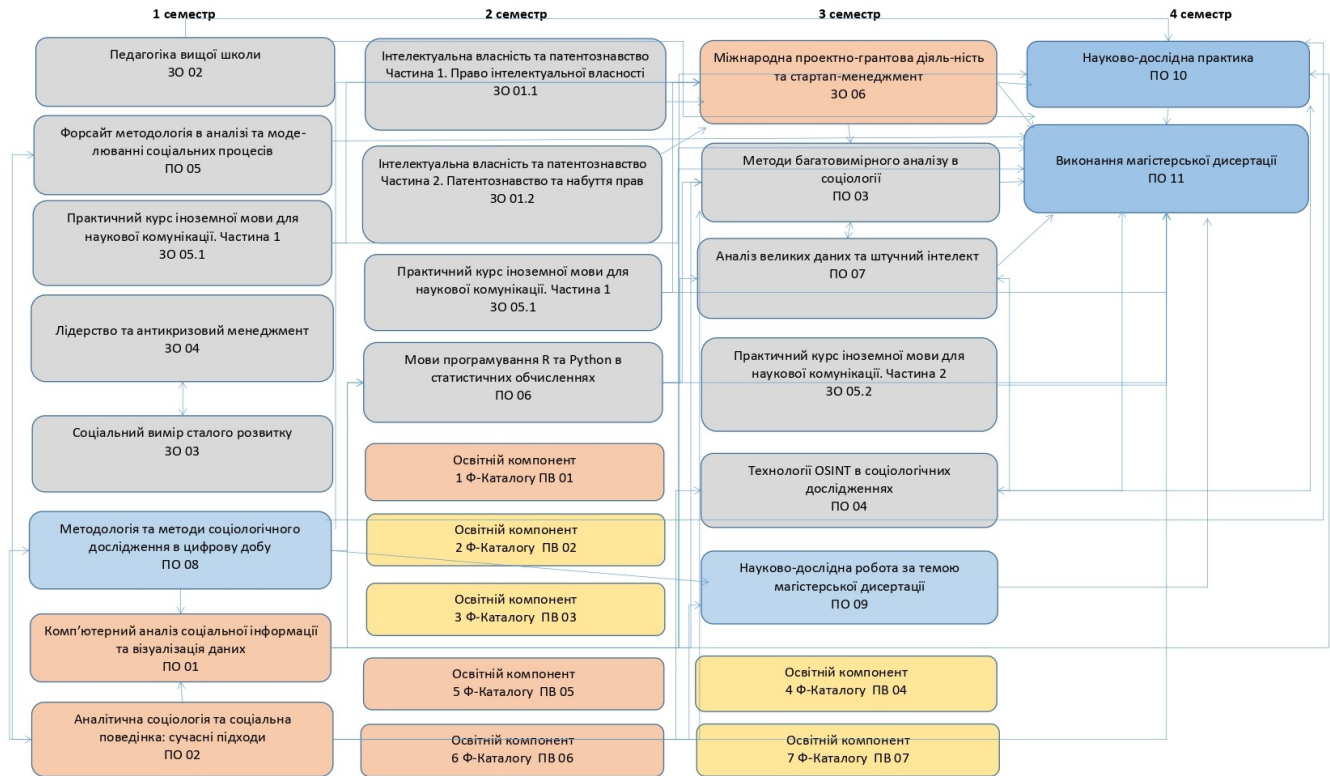 1 семестр
2 семестр
3 семестр
4 семестр
Педагогіка вищої школи
ЗО 02
Форсайт методологія в аналізі та моде-
люванні соціальних процесів
ПО 05
Практичний курс іноземної мови для
наукової комунікації. Частина 1
ЗО 05.1
Лідерство та антикризовий менеджмент
ЗО 04
Соціальний вимір сталого розвитку
ЗО 03
Методологія та методи соціологічного
дослідження в цифрову добу
ПО 08
Комп’ютерний аналіз соціальної інформації
та візуалізація даних
ПО 01
Аналітична соціологія та соціальна
поведінка: сучасні підходи
ПО 02
Інтелектуальна власність та патентознавство
Частина 1. Право інтелектуальної власності
ЗО 01.1
Інтелектуальна власність та патентознавство
Частина 2. Патентознавство та набуття прав
ЗО 01.2
Практичний курс іноземної мови для
наукової комунікації. Частина 1
ЗО 05.1
Мови програмування R та Python в
статистичних обчисленнях
ПО 06
Освітній компонент
1 Ф-Каталогу ПВ 01
Освітній компонент
2 Ф-Каталогу ПВ 02
Освітній компонент
3 Ф-Каталогу ПВ 03
Освітній компонент
5 Ф-Каталогу ПВ 05
Освітній компонент
6 Ф-Каталогу ПВ 06
Міжнародна проектно-грантова діяль-ність
та стартап-менеджмент
ЗО 06
Методи багатовимірного аналізу в
соціології
ПО 03
Аналіз великих даних та штучний інтелект
ПО 07
Практичний курс іноземної мови для
наукової комунікації. Частина 2
ЗО 05.2
Технології OSINT в соціологічних
дослідженнях
ПО 04
Науково-дослідна робота за темою
магістерської дисертації
ПО 09
Освітній компонент
4 Ф-Каталогу ПВ 04
Освітній компонент
7 Ф-Каталогу ПВ 07
Науково-дослідна практика
ПО 10
Виконання магістерської дисертації
ПО 11